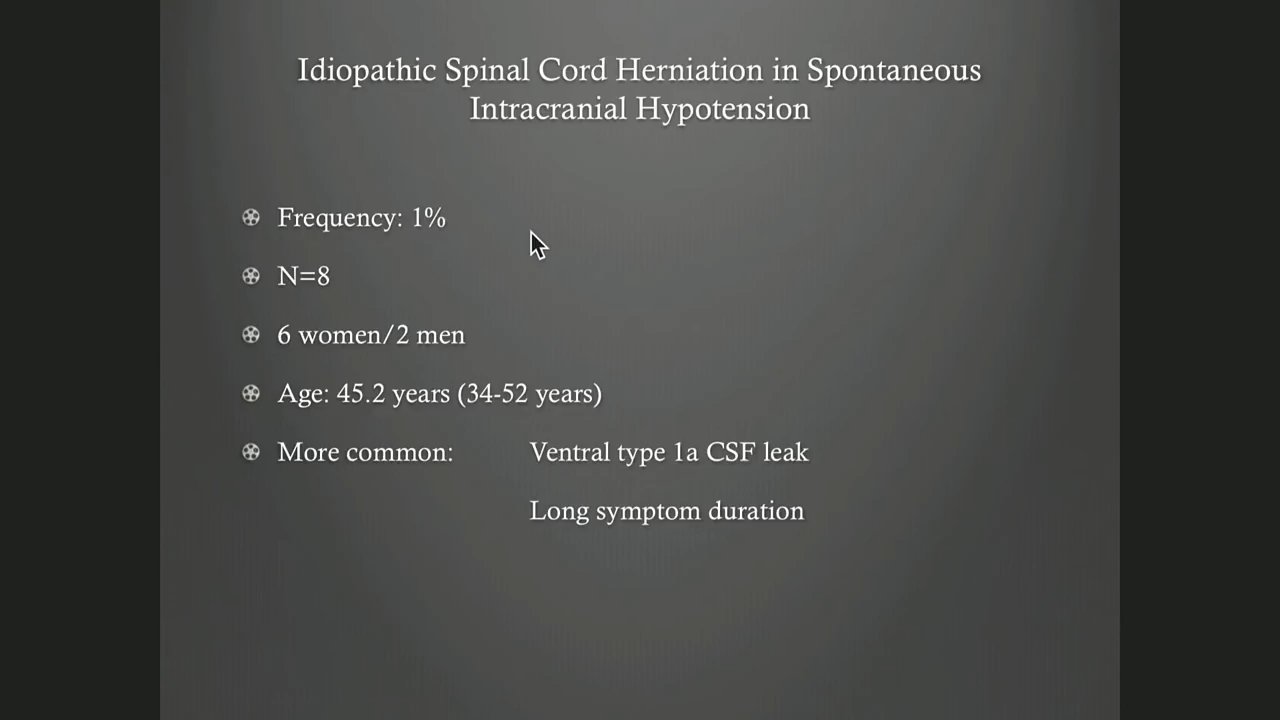 Idiopathic Spinal Cord Herniation in Spontaneous
Intracranial Hypotension
Frequency: 1%
N=8
6 women/2 men
Age: 45.2 years (34-52 years)
More common: Ventral type 1a CSF leak
Long symptom duration